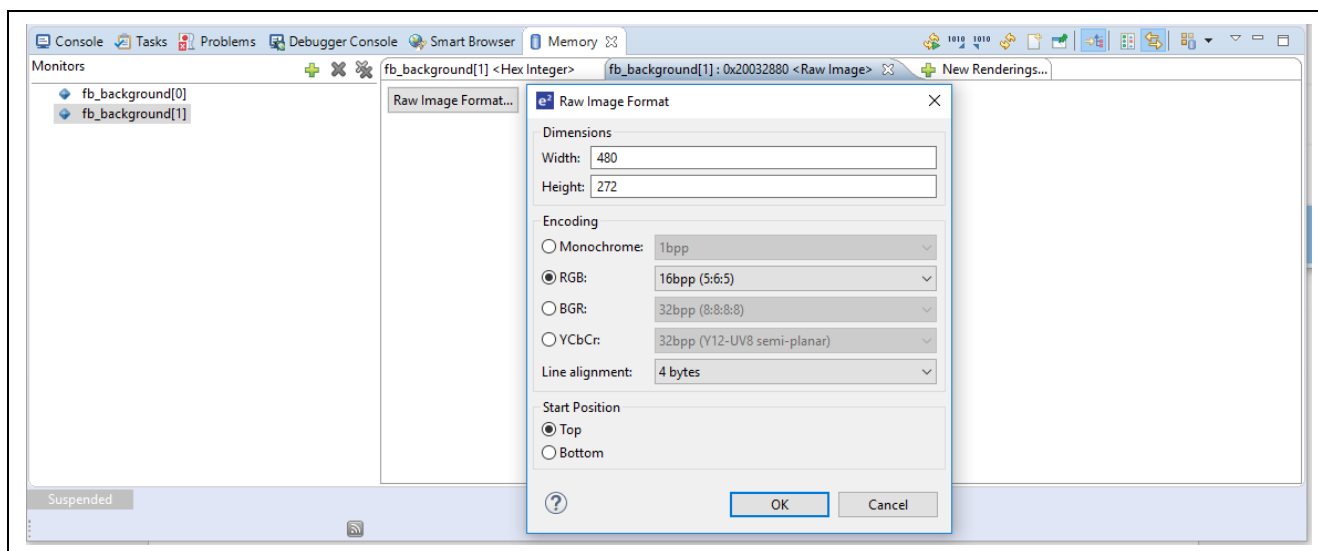 Console Tasks Problems Debugger Console Smart Browser Memory
Monitors
fb_background[0]
fb_background[1]
fb_background[1] <Hex Integer> fb_background[1] : 0x20032880 <Raw Image> New Renderings...
Raw Image Format...
e² Raw Image Format
Dimensions
Width: 480
Height: 272
Encoding
Monochrome: 1bpp
RGB: 16bpp (5:6:5)
BGR: 32bpp (8:8:8:8)
YCbCr: 32bpp (Y12-UV8 semi-planar)
Line alignment: 4 bytes
Start Position
Top
Bottom
? OK Cancel
Suspended